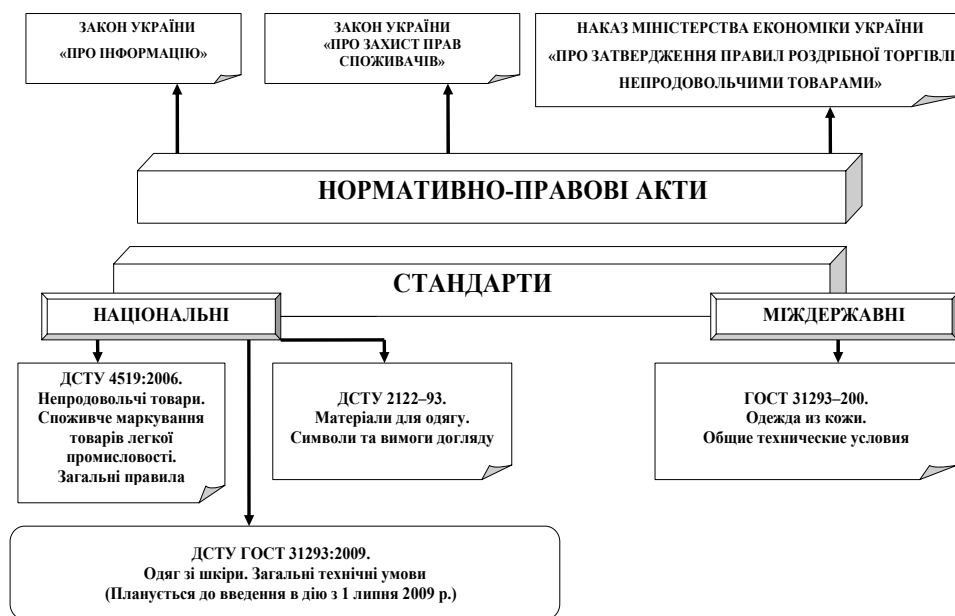 ЗАКОН УКРАЇНИ
«ПРО ІНФОРМАЦІЮ»
ЗАКОН УКРАЇНИ
«ПРО ЗАХИСТ ПРАВ
СПОЖИВАЧІВ»
НАКАЗ МІНІСТЕРСТВА ЕКОНОМІКИ УКРАЇНИ
«ПРО ЗАТВЕРДЖЕННЯ ПРАВИЛ РОЗДРІБНОЇ ТОРГІВЛІ
НЕПРОДОВОЛЬЧИМИ ТОВАРАМИ»
НОРМАТИВНО-ПРАВОВІ АКТИ
СТАНДАРТИ
НАЦІОНАЛЬНІ
МІЖДЕРЖАВНІ
ДСТУ 4519:2006.
Непродовольчі товари.
Споживче маркування
товарів легкої
промисловості.
Загальні правила
ДСТУ 2122–93.
Матеріали для одягу.
Символи та вимоги догляду
ГОСТ 31293–200.
Одежда из кожи.
Общие технические условия
ДСТУ ГОСТ 31293:2009.
Одяг зі шкіри. Загальні технічні умови
(Планується до введення в дію з 1 липня 2009 р.)